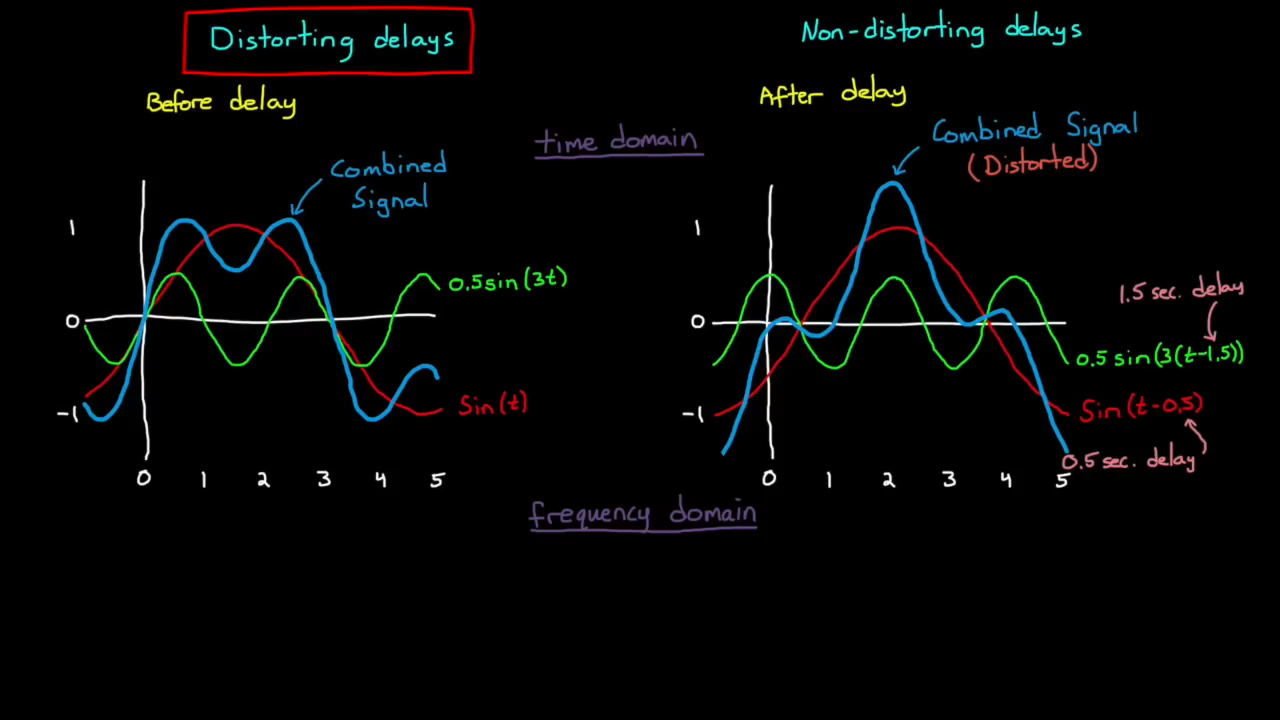 Distorting delays
Non-distorting delays
Before delay
After delay
time domain
Combined Signal
Combined Signal
(Distorted)
1
0
-1
0.5sin(3t)
Sin(t)
0 1 2 3 4 5
1
0
-1
1.5 sec. delay
0.5 sin(3(t-1.5))
Sin(t-0.5)
0.5 sec. delay
0 1 2 3 4 5
frequency domain